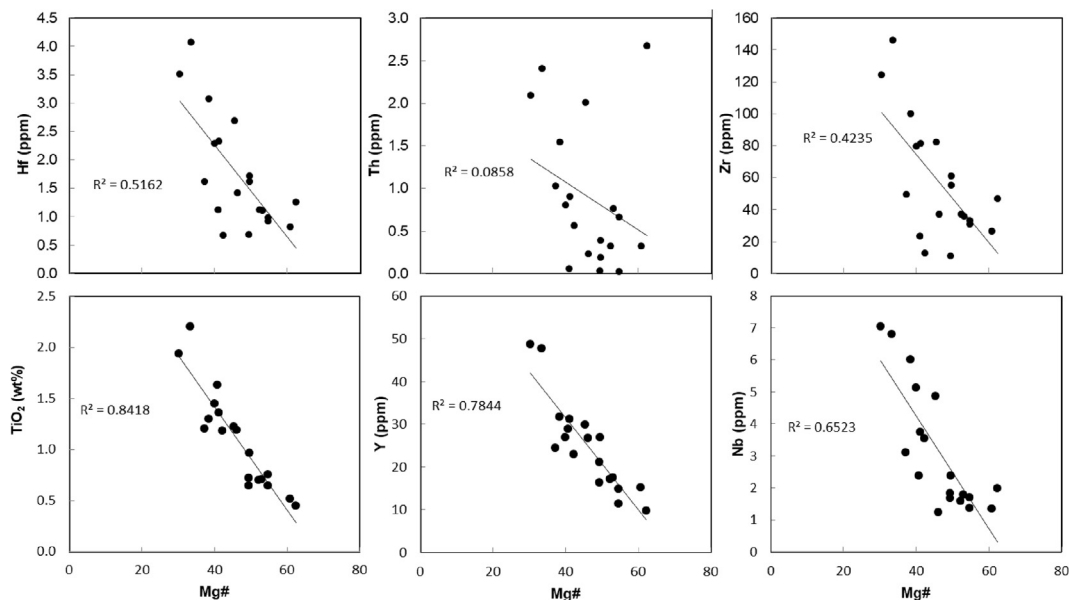 4.5
4.0
3.5
3.0
2.5
2.0
1.5
1.0
0.5
0.0
Hf (ppm)
R² = 0.5162
3.0
2.5
2.0
1.5
1.0
0.5
0.0
Th (ppm)
R² = 0.0858
160
140
120
100
80
60
40
20
0
Zr (ppm)
R² = 0.4235
2.5
2.0
1.5
1.0
0.5
0.0
TiO₂ (wt%)
R² = 0.8418
0 20 40 60 80
Mg#
60
50
40
30
20
10
0
Y (ppm)
R² = 0.7844
0 20 40 60 80
Mg#
8
7
6
5
4
3
2
1
0
Nb (ppm)
R² = 0.6523
0 20 40 60 80
Mg#